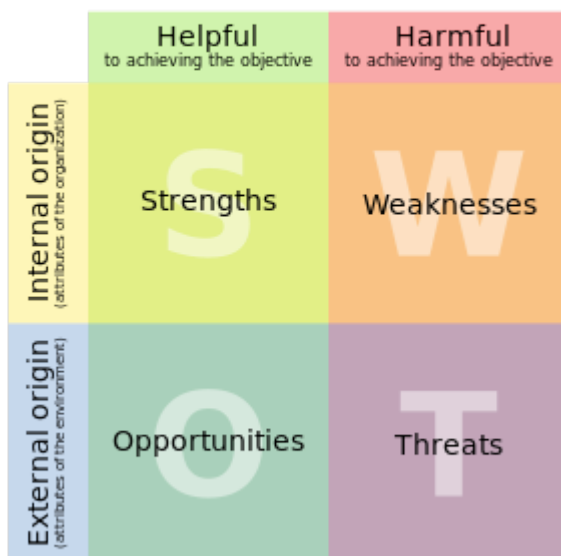 Helpful
to achieving the objective
Harmful
to achieving the objective
Internal origin
(attributes of the organization)
S
Strengths
W
Weaknesses
External origin
(attributes of the environment)
O
Opportunities
T
Threats